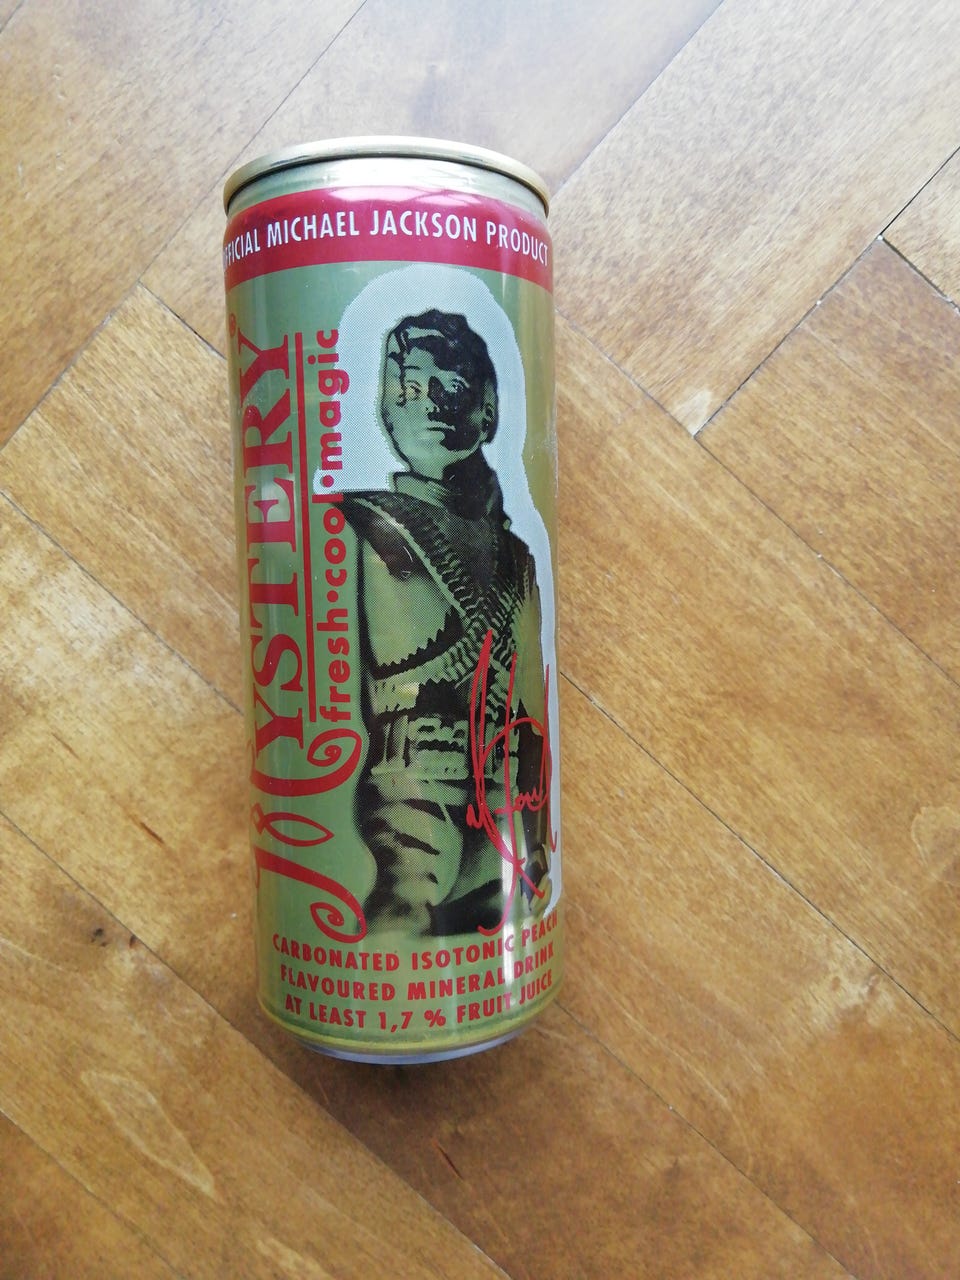 OFFICIAL MICHAEL JACKSON PRODUCT
MYSTERY®
fresh•cool•magic
CARBONATED ISOTONIC PEACH
FLAVOURED MINERAL DRINK
AT LEAST 1,7 % FRUIT JUICE